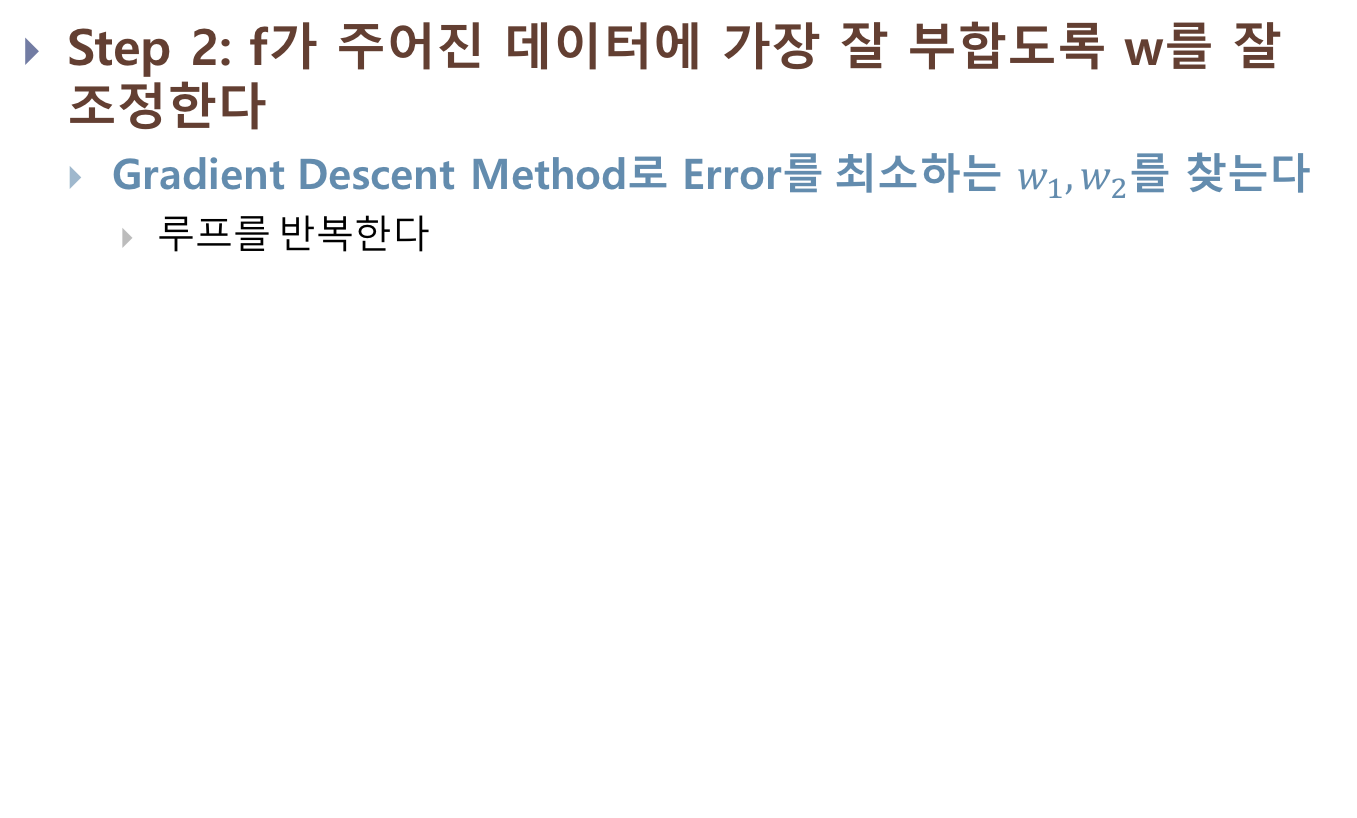 Step 2: f가 주어진 데이터에 가장 잘 부합도록 w를 잘
조정한다
Gradient Descent Method로 Error를 최소하는 w₁, w₂를 찾는다
루프를 반복한다